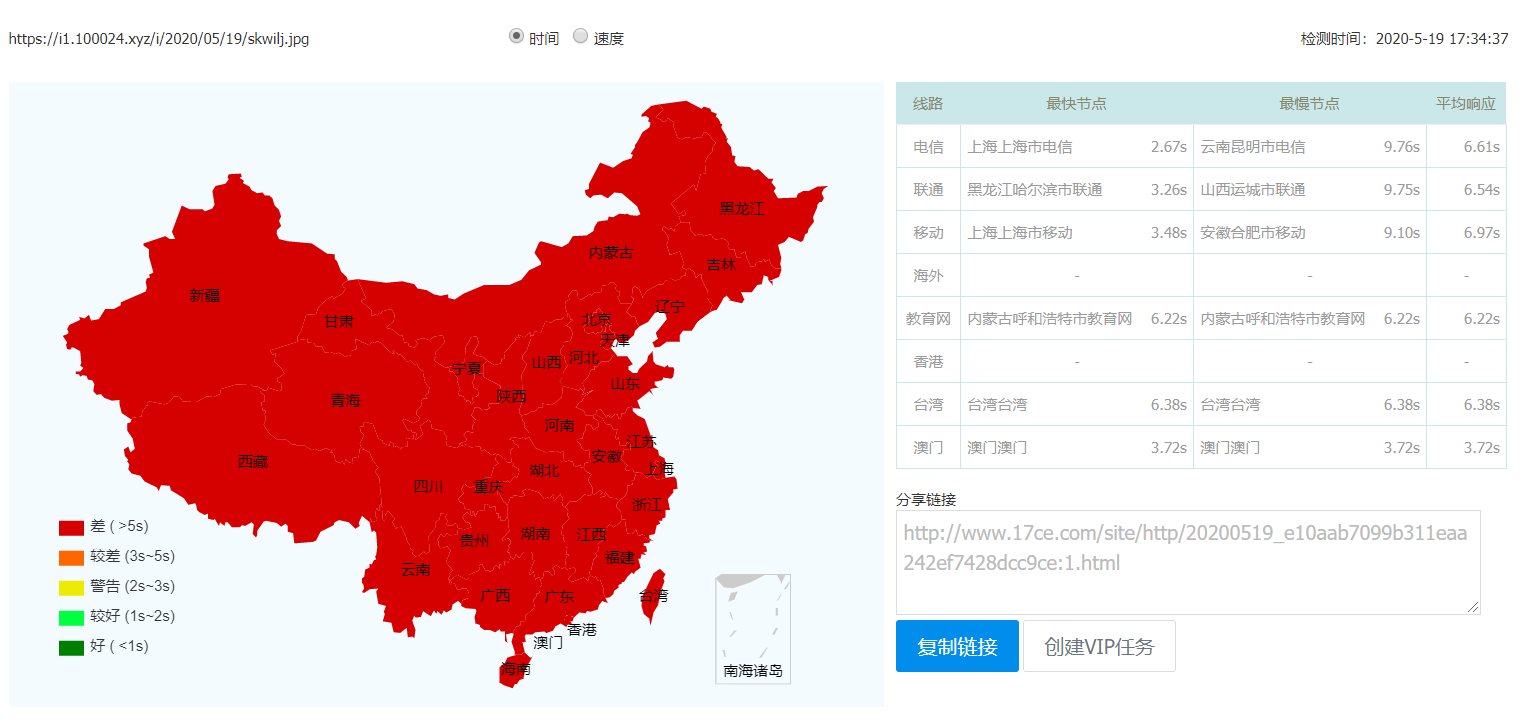 https://i1.100024.xyz/i/2020/05/19/skwilj.jpg
时间 速度
检测时间：2020-5-19 17:34:37
黑龙江
内蒙古
吉林
新疆
辽宁
甘肃
北京
天津
宁夏
山西
河北
山东
青海
陕西
河南
江苏
西藏
安徽
上海
四川
重庆
湖北
浙江
贵州
湖南
江西
福建
云南
广西
广东
台湾
香港
澳门
海南
南海诸岛
差 ( >5s)
较差 (3s~5s)
警告 (2s~3s)
较好 (1s~2s)
好 ( <1s)
线路 最快节点 最慢节点 平均响应
电信 上海上海市电信 2.67s 云南昆明市电信 9.76s 6.61s
联通 黑龙江哈尔滨市联通 3.26s 山西运城市联通 9.75s 6.54s
移动 上海上海市移动 3.48s 安徽合肥市移动 9.10s 6.97s
海外 - - -
教育网 内蒙古呼和浩特市教育网 6.22s 内蒙古呼和浩特市教育网 6.22s 6.22s
香港 - - -
台湾 台湾台湾 6.38s 台湾台湾 6.38s 6.38s
澳门 澳门澳门 3.72s 澳门澳门 3.72s 3.72s
分享链接
http://www.17ce.com/site/http/20200519_e10aab7099b311eaa
242ef7428dcc9ce:1.html
复制链接 创建VIP任务